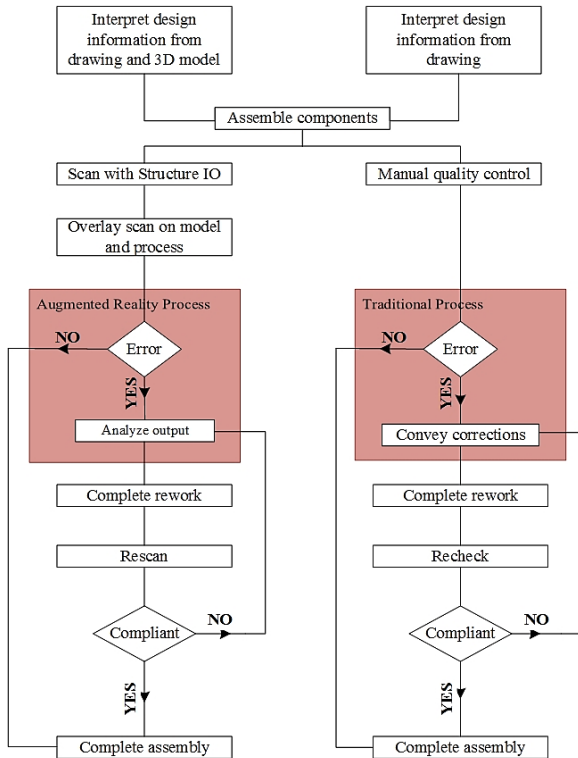 Interpret design
information from
drawing and 3D model
Interpret design
information from
drawing
Assemble components
Scan with Structure IO
Manual quality control
Overlay scan on model
and process
Augmented Reality Process
NO
Error
YES
Analyze output
Complete rework
Rescan
Compliant
NO
YES
Complete assembly
Traditional Process
NO
Error
YES
Convey corrections
Complete rework
Recheck
Compliant
NO
YES
Complete assembly